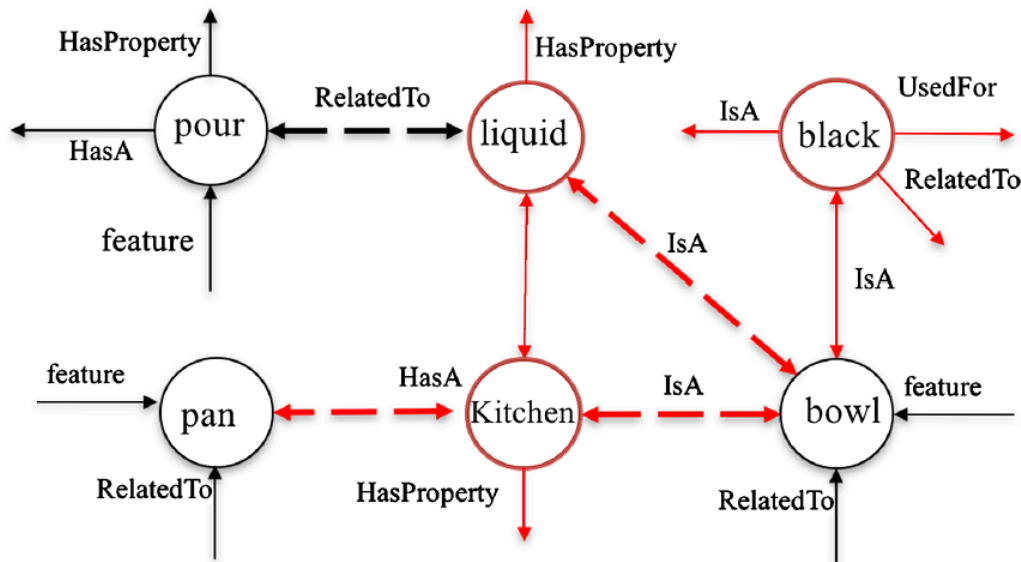 HasProperty
HasProperty
RelatedTo
UsedFor
IsA
pour
liquid
black
HasA
RelatedTo
feature
IsA
IsA
feature
HasA
IsA
feature
pan
Kitchen
bowl
RelatedTo
HasProperty
RelatedTo